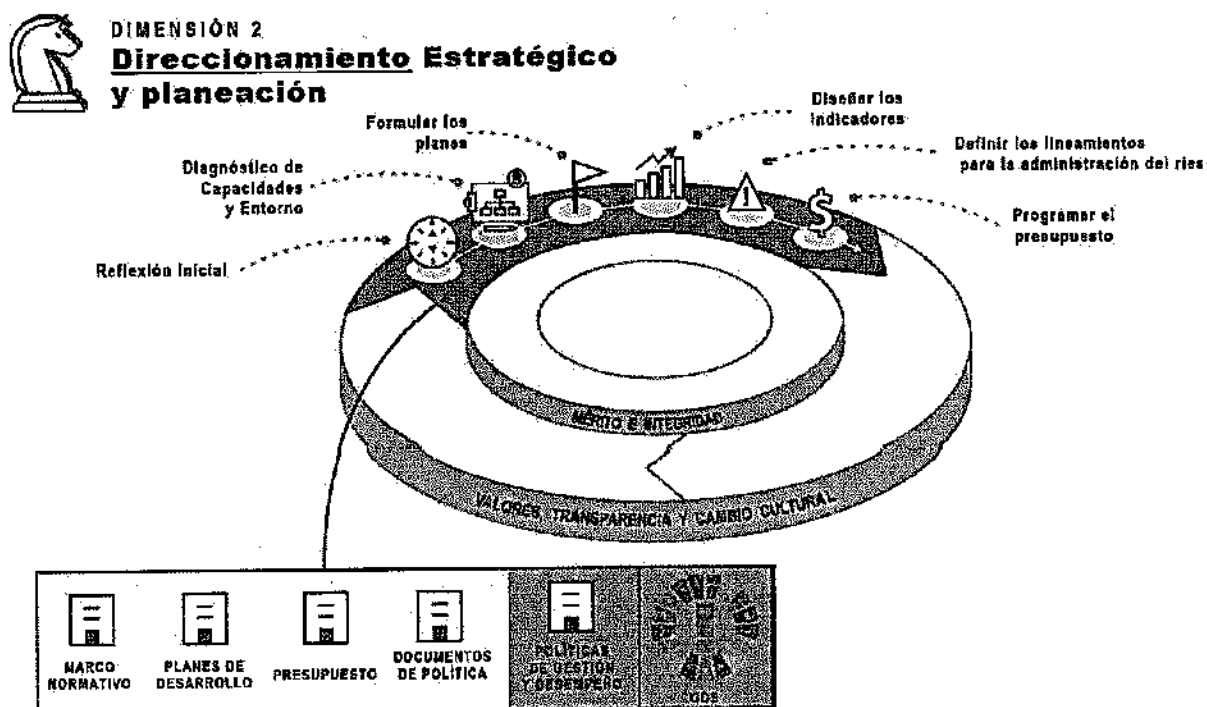 DIMENSIÓN 2
Direccionamiento Estratégico
y planeación
Reflexión Inicial
Diagnóstico de
Capacidades
y Entorno
Formular los
planes
Diseñar los
indicadores
Definir los lineamientos
para la administración del ries
Programar el
presupuesto
MÉRITO E INTEGRIDAD
VALORES, TRANSPARENCIA Y CAMBIO CULTURAL
MARCO
NORMATIVO
PLANES DE
DESARROLLO
PRESUPUESTO
DOCUMENTOS
DE POLÍTICA
POLÍTICAS
DE GESTIÓN
Y DESEMPEÑO